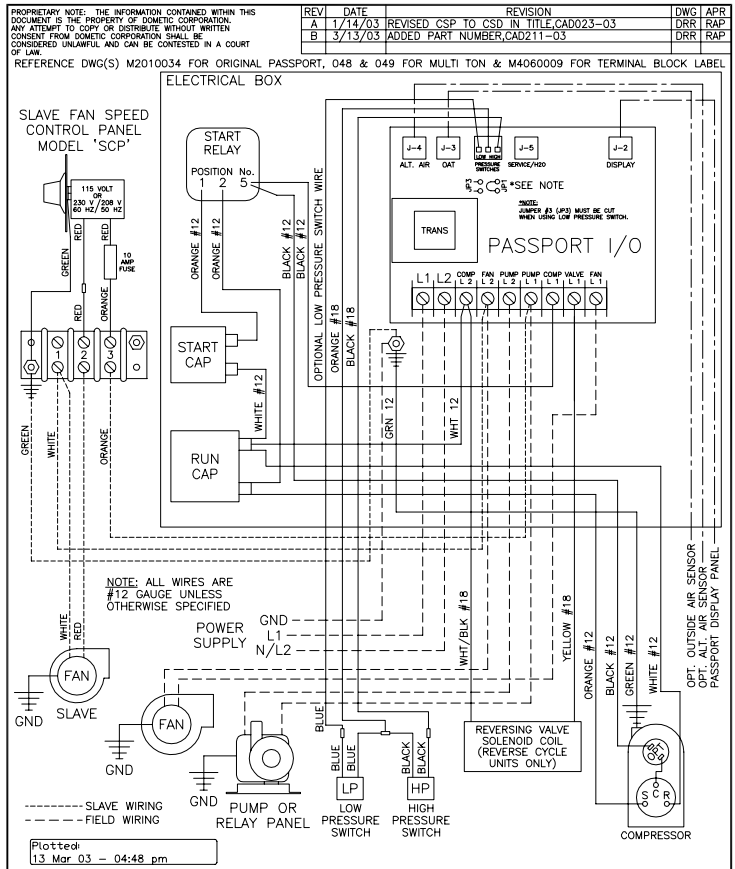 PROPRIETARY NOTE: THE INFORMATION CONTAINED WITHIN THIS
DOCUMENT IS THE PROPERTY OF DOMETIC CORPORATION.
ANY ATTEMPT TO COPY OR DISTRIBUTE WITHOUT WRITTEN
CONSENT FROM DOMETIC CORPORATION SHALL BE
CONSIDERED UNLAWFUL AND CAN BE CONTESTED IN A COURT
OF LAW.
REV DATE REVISION DWG APR
A 1/14/03 REVISED CSP TO CSD IN TITLE,CAD023-03 DRR RAP
B 3/13/03 ADDED PART NUMBER,CAD211-03 DRR RAP
REFERENCE DWG(S) M2010034 FOR ORIGINAL PASSPORT, 048 & 049 FOR MULTI TON & M4060009 FOR TERMINAL BLOCK LABEL
ELECTRICAL BOX
SLAVE FAN SPEED
CONTROL PANEL
MODEL 'SCP'
115 VOLT
OR
230 V /208 V
60 HZ/ 50 HZ
GREEN
RED
RED
10
AMP
FUSE
RED
ORANGE
1
2
3
GREEN
WHITE
ORANGE
START
RELAY
POSITION No.
1 2 5
ORANGE #12
ORANGE #12
BLACK #12
BLACK #12
OPTIONAL LOW PRESSURE SWITCH WIRE
ORANGE #18
BLACK #18
START
CAP
WHITE #12
RUN
CAP
GRN 12
WHT 12
J-4
ALT. AIR
J-3
OAT
LOW HIGH
PRESSURE
SWITCHES
J-5
SERVICE/H2O
J-2
DISPLAY
JP3
JP1
*SEE NOTE
*NOTE:
JUMPER #3 (JP3) MUST BE CUT
WHEN USING LOW PRESSURE SWITCH.
TRANS
PASSPORT I/O
L1 L2 COMP FAN PUMP PUMP COMP VALVE FAN
L 2 L 2 L 2 L 1 L 1 L 1 L 1
NOTE: ALL WIRES ARE
#12 GAUGE UNLESS
OTHERWISE SPECIFIED
POWER
SUPPLY
GND
L1
N/L2
WHT/BLK #18
YELLOW #18
ORANGE #12
BLACK #12
GREEN #12
WHITE #12
OPT. OUTSIDE AIR SENSOR
OPT. ALT. AIR SENSOR
PASSPORT DISPLAY PANEL
WHITE
RED
FAN
SLAVE
GND
FAN
GND
GND
PUMP OR
RELAY PANEL
BLUE
BLUE
BLUE
BLACK
BLACK
LP
LOW
PRESSURE
SWITCH
HP
HIGH
PRESSURE
SWITCH
REVERSING VALVE
SOLENOID COIL
(REVERSE CYCLE
UNITS ONLY)
OPT
S C R
COMPRESSOR
SLAVE WIRING
FIELD WIRING
Plotted:
13 Mar 03 - 04:48 pm